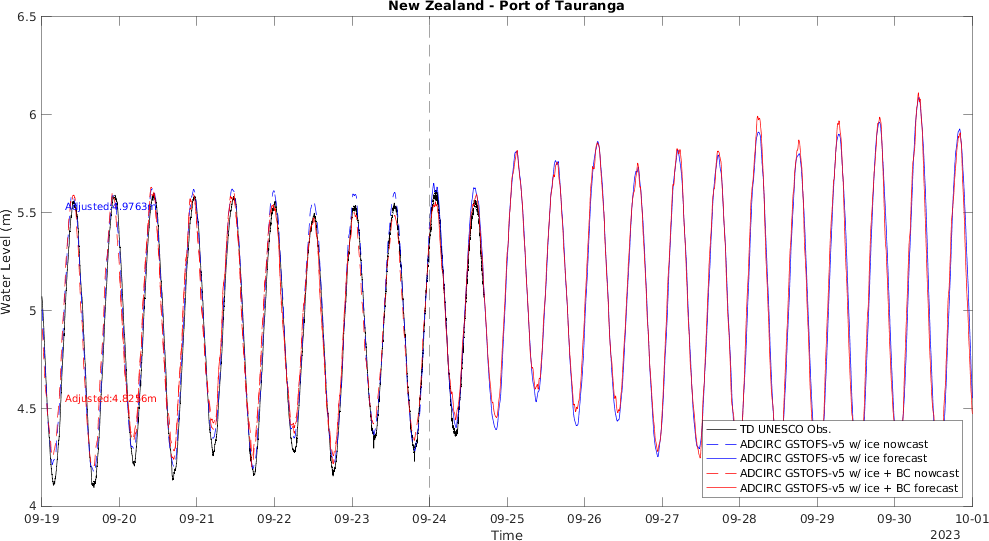 New Zealand - Port of Tauranga
6.5
6
5.5
5
4.5
4
Water Level (m)
Adjusted:4.9763m
Adjusted:4.8256m
TD UNESCO Obs.
ADCIRC GSTOFS-v5 w/ ice nowcast
ADCIRC GSTOFS-v5 w/ ice forecast
ADCIRC GSTOFS-v5 w/ ice + BC nowcast
ADCIRC GSTOFS-v5 w/ ice + BC forecast
09-19 09-20 09-21 09-22 09-23 09-24 09-25 09-26 09-27 09-28 09-29 09-30 10-01
Time
2023